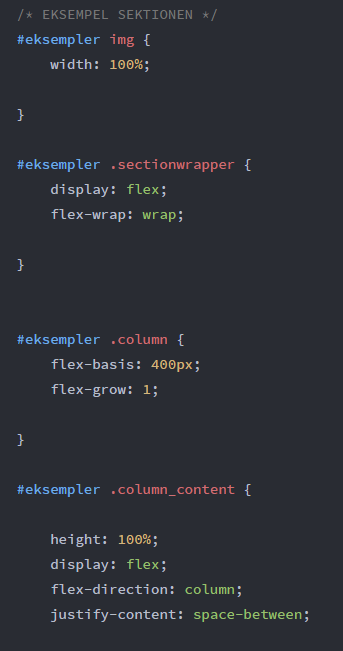 /* EKSEMPEL SEKTIONEN */
#eksempler img {
width: 100%;
}
#eksempler .sectionwrapper {
display: flex;
flex-wrap: wrap;
}
#eksempler .column {
flex-basis: 400px;
flex-grow: 1;
}
#eksempler .column_content {
height: 100%;
display: flex;
flex-direction: column;
justify-content: space-between;